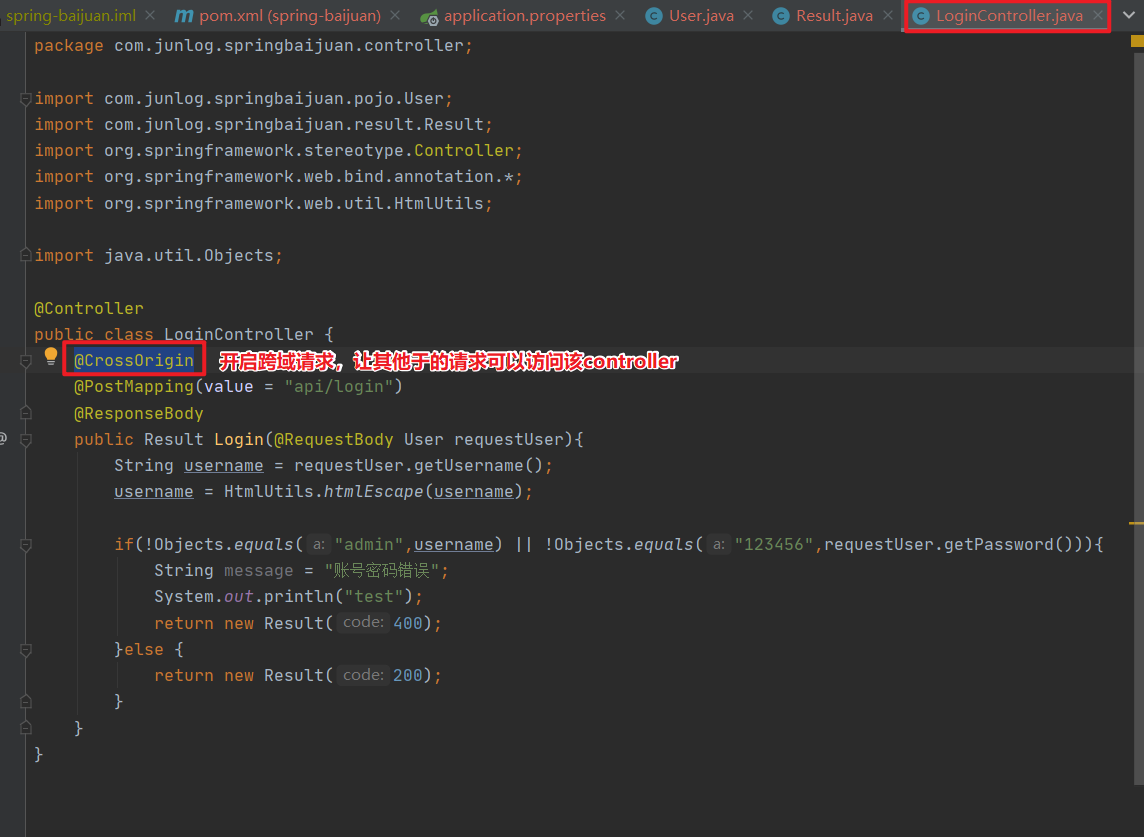 spring-baijuan.iml pom.xml (spring-baijuan) application.properties User.java Result.java LoginController.java
package com.junlog.springbaijuan.controller;
import com.junlog.springbaijuan.pojo.User;
import com.junlog.springbaijuan.result.Result;
import org.springframework.stereotype.Controller;
import org.springframework.web.bind.annotation.*;
import org.springframework.web.util.HtmlUtils;
import java.util.Objects;
@Controller
public class LoginController {
@CrossOrigin 开启跨域请求，让其他于的请求可以访问该controller
@PostMapping(value = "api/login")
@ResponseBody
public Result Login(@RequestBody User requestUser){
String username = requestUser.getUsername();
username = HtmlUtils.htmlEscape(username);
if(!Objects.equals( a: "admin",username) || !Objects.equals( a: "123456",requestUser.getPassword())){
String message = "账号密码错误";
System.out.println("test");
return new Result( code: 400);
}else {
return new Result( code: 200);
}
}
}